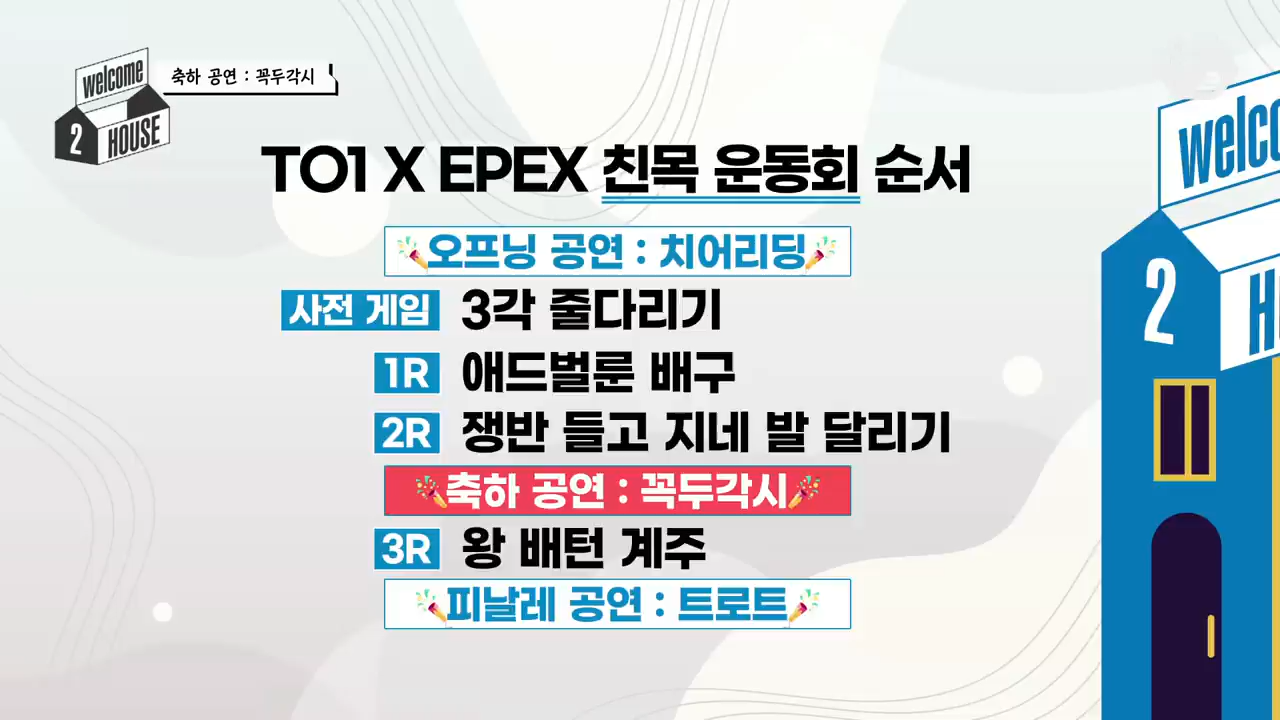 welcome
2 HOUSE
축하 공연 : 꼭두각시
TO1 X EPEX 친목 운동회 순서
오프닝 공연 : 치어리딩
사전 게임 3각 줄다리기
1R 애드벌룬 배구
2R 쟁반 들고 지네 발 달리기
축하 공연 : 꼭두각시
3R 왕 배턴 계주
피날레 공연 : 트로트
welco
2 H